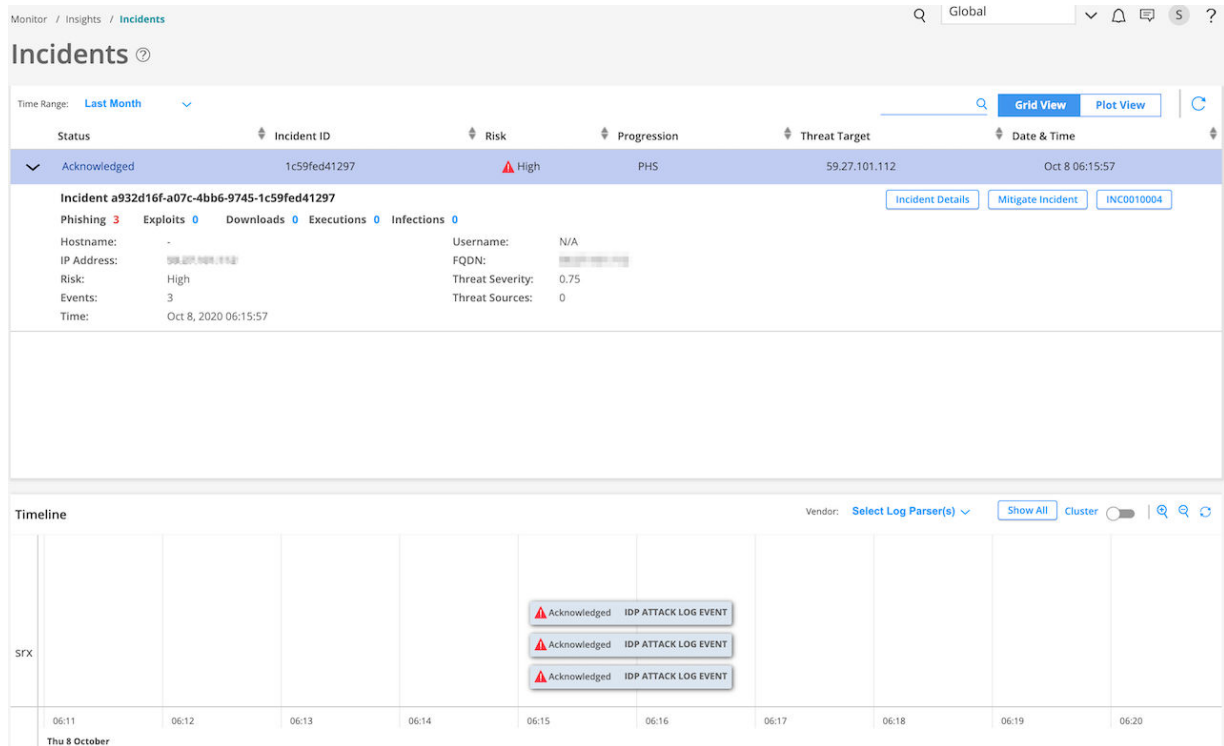 Monitor / Insights / Incidents
Global
S ?
Incidents ?
Time Range: Last Month
Grid View Plot View
Status Incident ID Risk Progression Threat Target Date & Time
Acknowledged 1c59fed41297 High PHS 59.27.101.112 Oct 8 06:15:57
Incident a932d16f-a07c-4bb6-9745-1c59fed41297 Incident Details Mitigate Incident INC0010004
Phishing 3 Exploits 0 Downloads 0 Executions 0 Infections 0
Hostname: - Username: N/A
IP Address: FQDN:
Risk: High Threat Severity: 0.75
Events: 3 Threat Sources: 0
Time: Oct 8, 2020 06:15:57
Timeline Vendor: Select Log Parser(s) Show All Cluster
Acknowledged IDP ATTACK LOG EVENT
Acknowledged IDP ATTACK LOG EVENT
srx
Acknowledged IDP ATTACK LOG EVENT
06:11 06:12 06:13 06:14 06:15 06:16 06:17 06:18 06:19 06:20
Thu 8 October